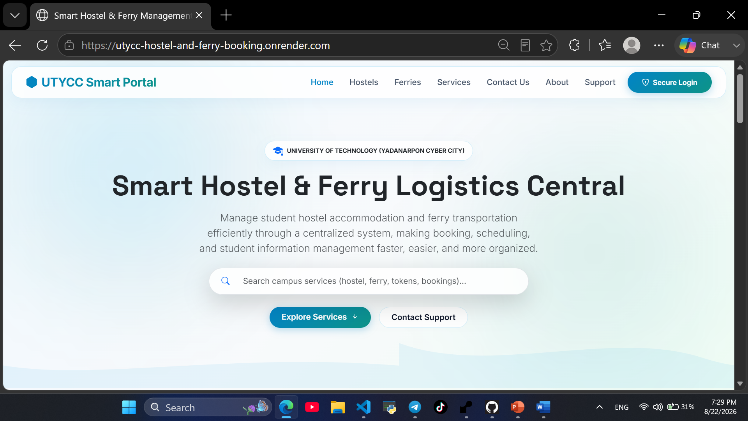 Smart Hostel & Ferry Management
https://utycc-hostel-and-ferry-booking.onrender.com
Chat
UTYCC Smart Portal
Home
Hostels
Ferries
Services
Contact Us
About
Support
Secure Login
UNIVERSITY OF TECHNOLOGY (YADANARPON CYBER CITY)
Smart Hostel & Ferry Logistics Central
Manage student hostel accommodation and ferry transportation
efficiently through a centralized system, making booking, scheduling,
and student information management faster, easier, and more organized.
Search campus services (hostel, ferry, tokens, bookings)...
Explore Services
Contact Support
Search
ENG
31%
7:29 PM
8/22/2026